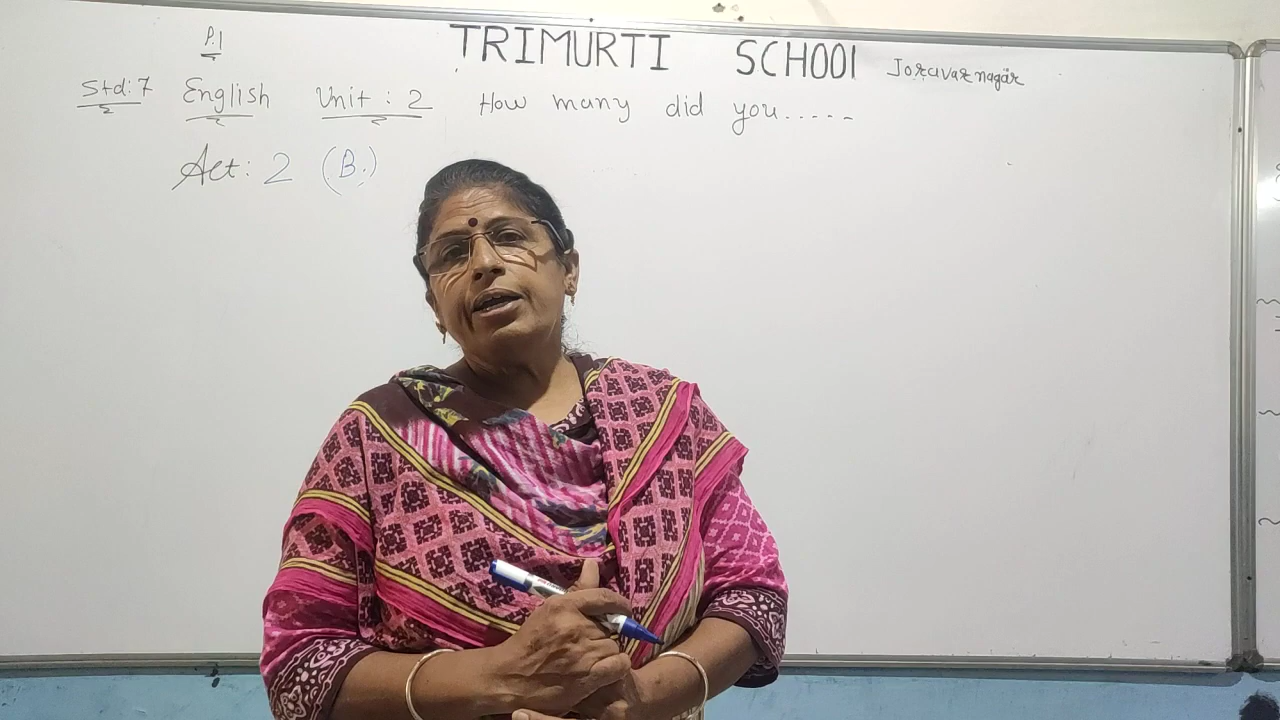 P.1
TRIMURTI SCHOOl Joravarnagar
Std:7 English Unit : 2 How many did you.....
Act: 2 (B.)